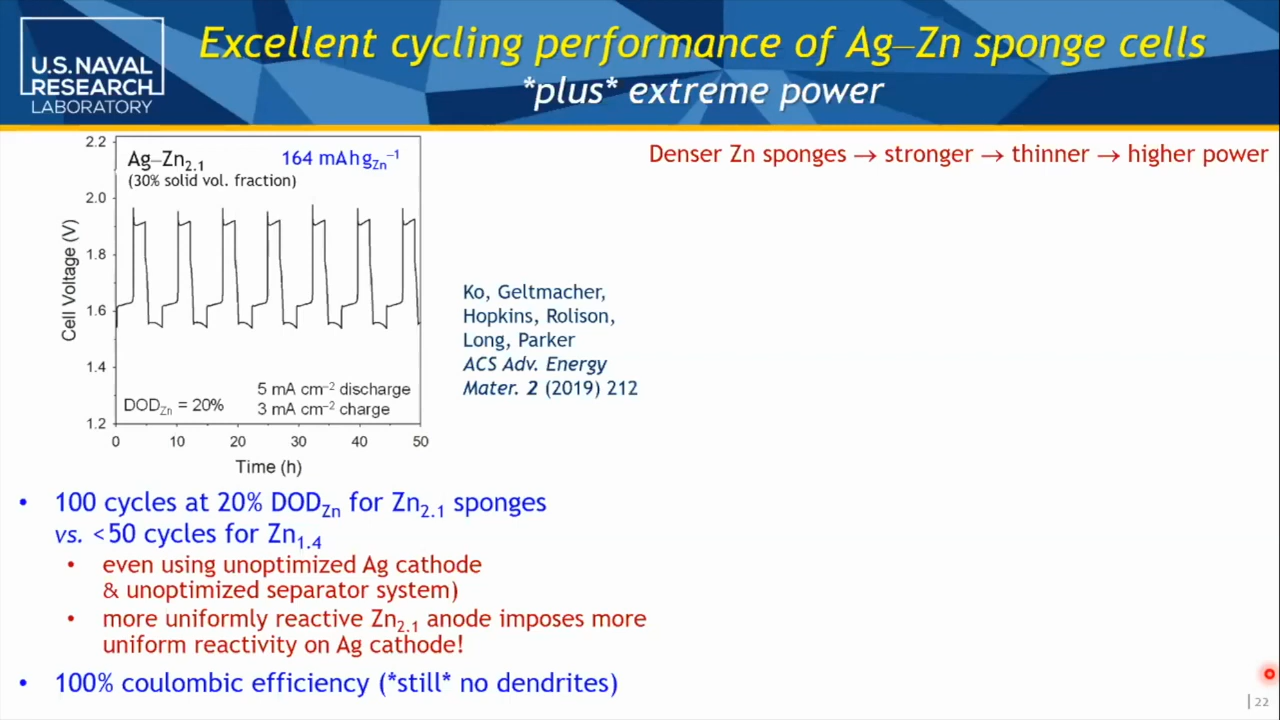 U.S. NAVAL
RESEARCH
LABORATORY
Excellent cycling performance of Ag–Zn sponge cells
*plus* extreme power
Denser Zn sponges → stronger → thinner → higher power
Ag–Zn2.1
164 mAh gZn–1
(30% solid vol. fraction)
2.2
2.0
1.8
1.6
1.4
1.2
Cell Voltage (V)
5 mA cm–2 discharge
DODZn = 20%
3 mA cm–2 charge
0 10 20 30 40 50
Time (h)
Ko, Geltmacher,
Hopkins, Rolison,
Long, Parker
ACS Adv. Energy
Mater. 2 (2019) 212
• 100 cycles at 20% DODZn for Zn2.1 sponges
vs. <50 cycles for Zn1.4
• even using unoptimized Ag cathode
& unoptimized separator system)
• more uniformly reactive Zn2.1 anode imposes more
uniform reactivity on Ag cathode!
• 100% coulombic efficiency (*still* no dendrites)
| 22